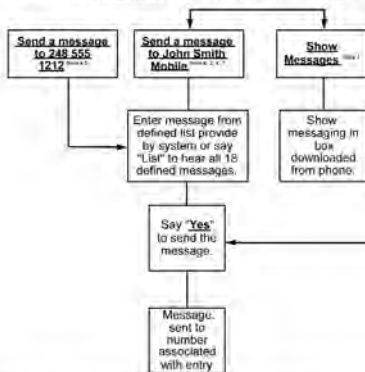 Send a message
to 248 555
1212
Send a message
to John Smith
Mobile
Show
Messages
Enter message from
defined list provide
by system or say
"List" to hear all 18
defined messages.
Show
messaging in
box
downloaded
from phone.
Say "Yes"
to send the
message.
Message
sent to
number
associated
with entry